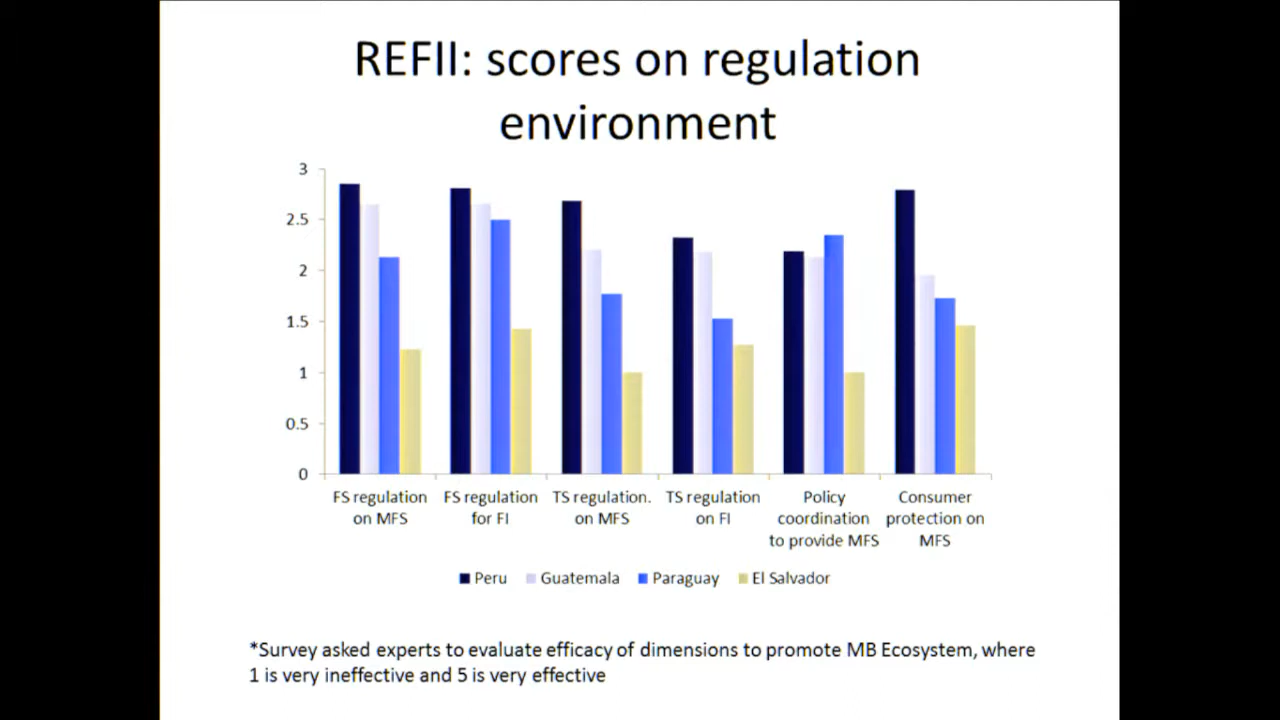 REFII: scores on regulation
environment
3
2.5
2
1.5
1
0.5
0
FS regulation on MFS
FS regulation for FI
TS regulation. on MFS
TS regulation on FI
Policy coordination to provide MFS
Consumer protection on MFS
Peru Guatemala Paraguay El Salvador
*Survey asked experts to evaluate efficacy of dimensions to promote MB Ecosystem, where
1 is very ineffective and 5 is very effective